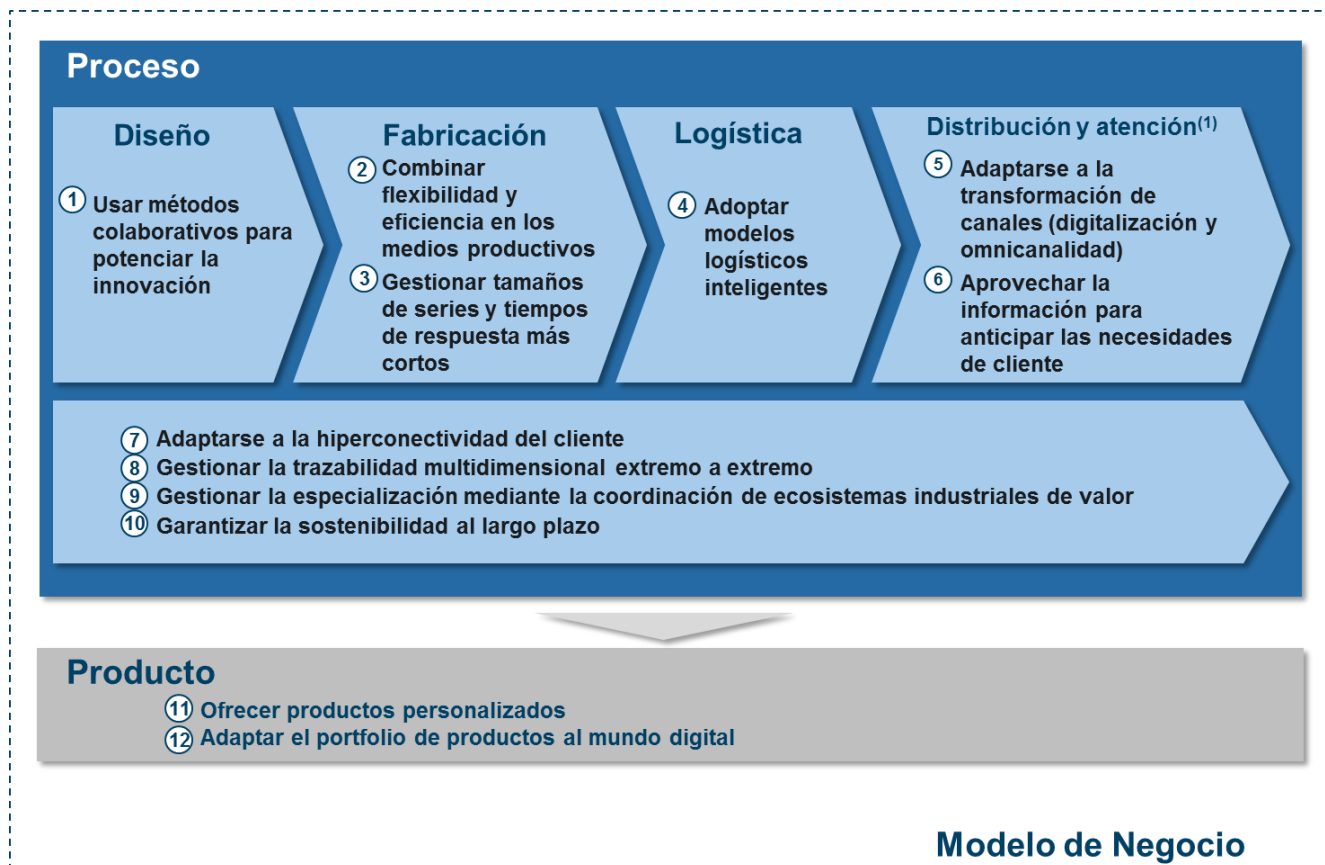 Proceso
Diseño
1 Usar métodos
colaborativos para
potenciar la
innovación
Fabricación
2 Combinar
flexibilidad y
eficiencia en los
medios productivos
3 Gestionar tamaños
de series y tiempos
de respuesta más
cortos
Logística
4 Adoptar
modelos
logísticos
inteligentes
Distribución y atención(1)
5 Adaptarse a la
transformación de
canales (digitalización y
omnicanalidad)
6 Aprovechar la
información para
anticipar las necesidades
de cliente
7 Adaptarse a la hiperconectividad del cliente
8 Gestionar la trazabilidad multidimensional extremo a extremo
9 Gestionar la especialización mediante la coordinación de ecosistemas industriales de valor
10 Garantizar la sostenibilidad al largo plazo
Producto
11 Ofrecer productos personalizados
12 Adaptar el portfolio de productos al mundo digital
Modelo de Negocio